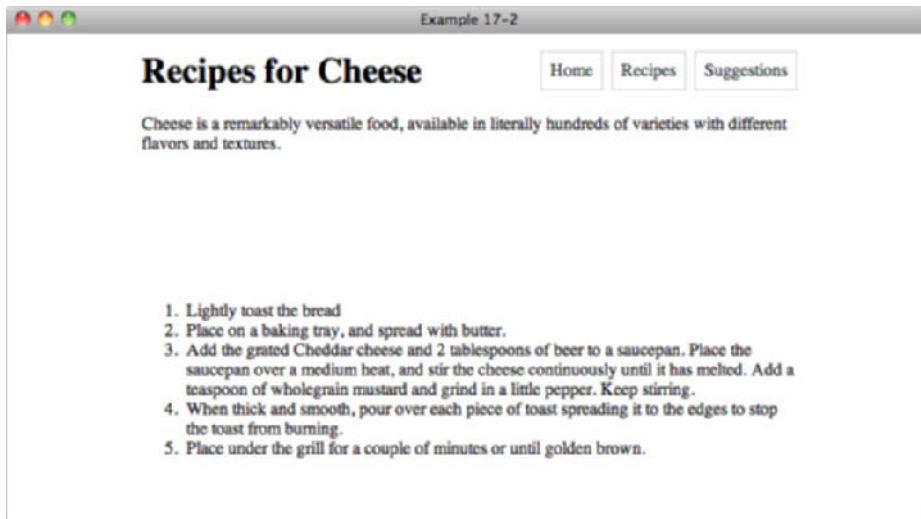 Example 17-2
Recipes for Cheese
Home
Recipes
Suggestions
Cheese is a remarkably versatile food, available in literally hundreds of varieties with different
flavors and textures.
1. Lightly toast the bread
2. Place on a baking tray, and spread with butter.
3. Add the grated Cheddar cheese and 2 tablespoons of beer to a saucepan. Place the
saucepan over a medium heat, and stir the cheese continuously until it has melted. Add a
teaspoon of wholegrain mustard and grind in a little pepper. Keep stirring.
4. When thick and smooth, pour over each piece of toast spreading it to the edges to stop
the toast from burning.
5. Place under the grill for a couple of minutes or until golden brown.